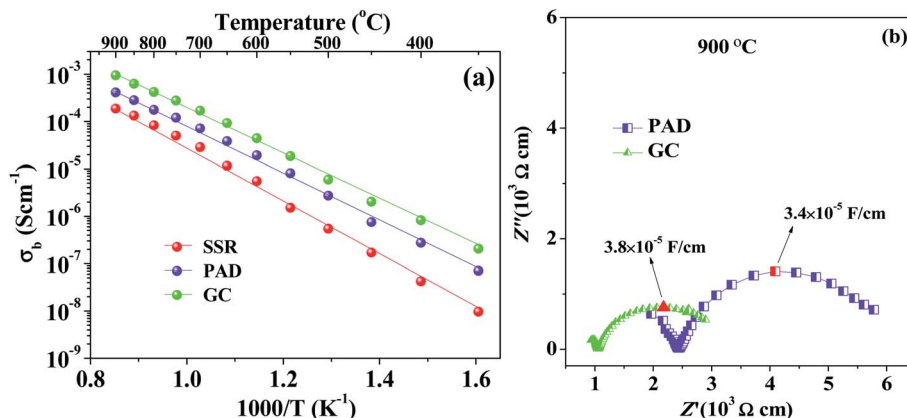 Temperature (°C)
900 800 700 600 500 400
(a)
10⁻³
10⁻⁴
10⁻⁵
10⁻⁶
10⁻⁷
10⁻⁸
10⁻⁹
σb (Scm⁻¹)
SSR
PAD
GC
0.8 1.0 1.2 1.4 1.6
1000/T (K⁻¹)
(b)
900 °C
PAD
GC
3.4×10⁻⁵ F/cm
3.8×10⁻⁵ F/cm
6
4
2
0
Z''(10³ Ω cm)
1 2 3 4 5 6
Z'(10³ Ω cm)